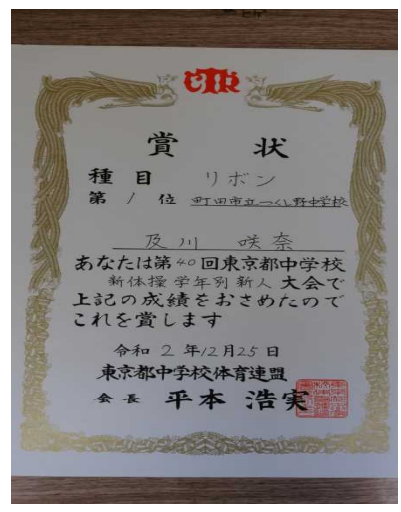 賞状
種目 リボン
第1位 町田市立つくし野中学校
及川 咲奈
あなたは第40回東京都中学校
新体操学年別新人大会で
上記の成績をおさめたので
これを賞します
令和2年12月25日
東京都中学校体育連盟
会長 平本 浩実